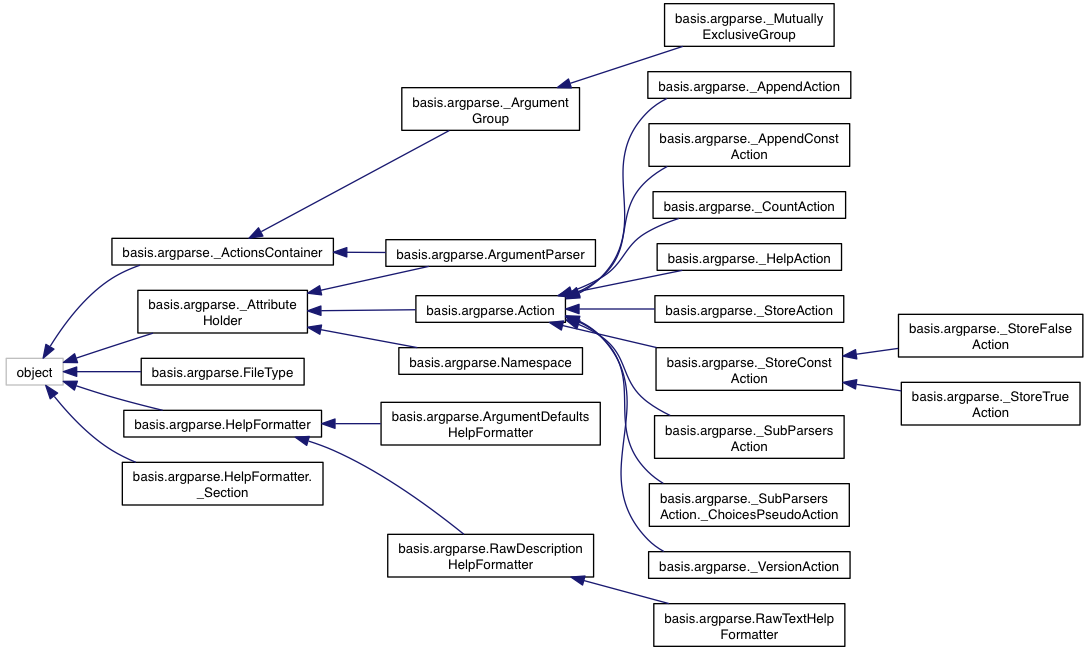 basis.argparse._Mutually
ExclusiveGroup
basis.argparse._AppendAction
basis.argparse._Argument
Group
basis.argparse._AppendConst
Action
basis.argparse._CountAction
basis.argparse._ActionsContainer
basis.argparse.ArgumentParser
basis.argparse._HelpAction
basis.argparse._Attribute
Holder
basis.argparse.Action
basis.argparse._StoreAction
basis.argparse._StoreFalse
Action
object
basis.argparse.FileType
basis.argparse.Namespace
basis.argparse._StoreConst
Action
basis.argparse._StoreTrue
Action
basis.argparse.HelpFormatter
basis.argparse.ArgumentDefaults
HelpFormatter
basis.argparse._SubParsers
Action
basis.argparse.HelpFormatter.
_Section
basis.argparse._SubParsers
Action._ChoicesPseudoAction
basis.argparse.RawDescription
HelpFormatter
basis.argparse._VersionAction
basis.argparse.RawTextHelp
Formatter